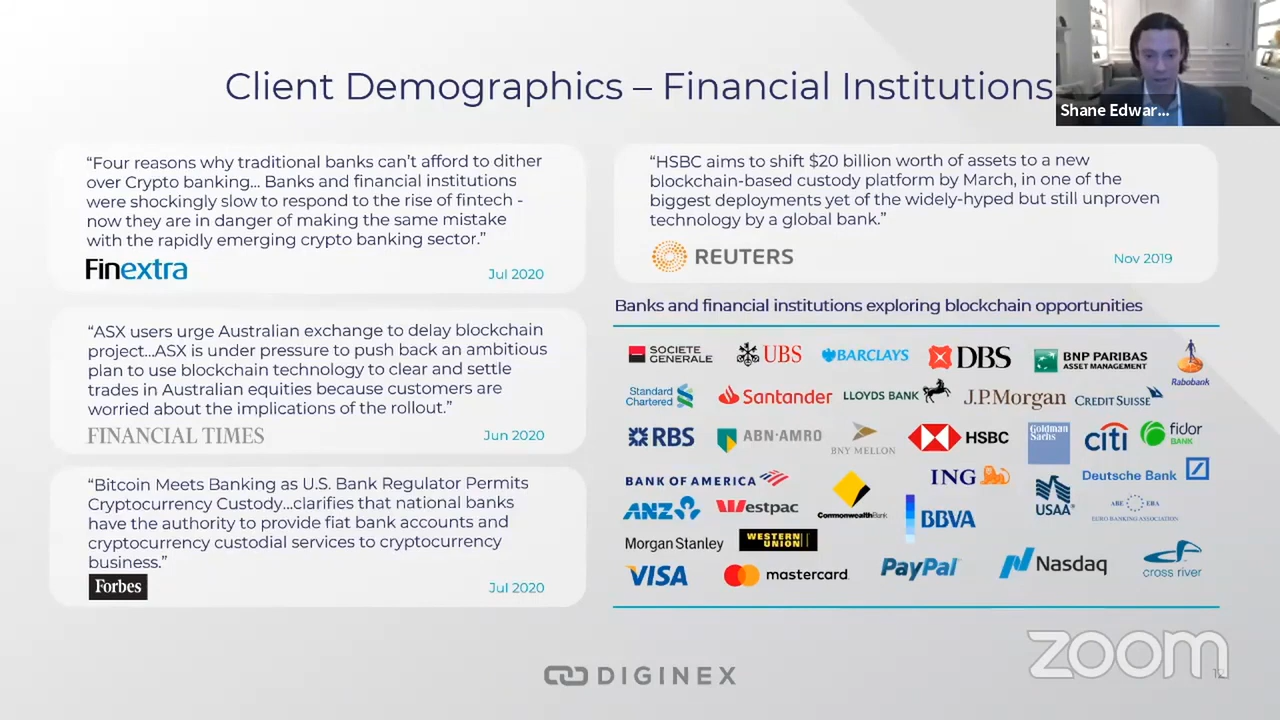 Client Demographics – Financial Institutions
Shane Edwar...
“Four reasons why traditional banks can’t afford to dither
over Crypto banking... Banks and financial institutions
were shockingly slow to respond to the rise of fintech -
now they are in danger of making the same mistake
with the rapidly emerging crypto banking sector.”
Finextra
Jul 2020
“ASX users urge Australian exchange to delay blockchain
project...ASX is under pressure to push back an ambitious
plan to use blockchain technology to clear and settle
trades in Australian equities because customers are
worried about the implications of the rollout.”
FINANCIAL TIMES
Jun 2020
“Bitcoin Meets Banking as U.S. Bank Regulator Permits
Cryptocurrency Custody...clarifies that national banks
have the authority to provide fiat bank accounts and
cryptocurrency custodial services to cryptocurrency
business.”
Forbes
Jul 2020
“HSBC aims to shift $20 billion worth of assets to a new
blockchain-based custody platform by March, in one of the
biggest deployments yet of the widely-hyped but still unproven
technology by a global bank.”
REUTERS
Nov 2019
Banks and financial institutions exploring blockchain opportunities
SOCIETE
GENERALE
UBS
BARCLAYS
DBS
BNP PARIBAS
ASSET MANAGEMENT
Rabobank
Standard
Chartered
Santander
LLOYDS BANK
J.P.Morgan
CREDIT SUISSE
RBS
ABN·AMRO
BNY MELLON
HSBC
Goldman
Sachs
citi
fidor
BANK
BANK OF AMERICA
ING
Deutsche Bank
ANZ
Westpac
CommonwealthBank
BBVA
USAA®
ABE EBA
EURO BANKING ASSOCIATION
Morgan Stanley
WESTERN
UNION
VISA
mastercard
PayPal
Nasdaq
cross river
DIGINEX
zoom
12